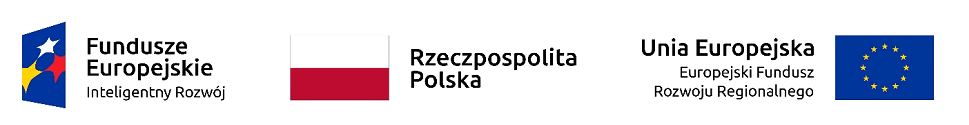 Fundusze
Europejskie
Inteligentny Rozwój
Rzeczpospolita
Polska
Unia Europejska
Europejski Fundusz
Rozwoju Regionalnego